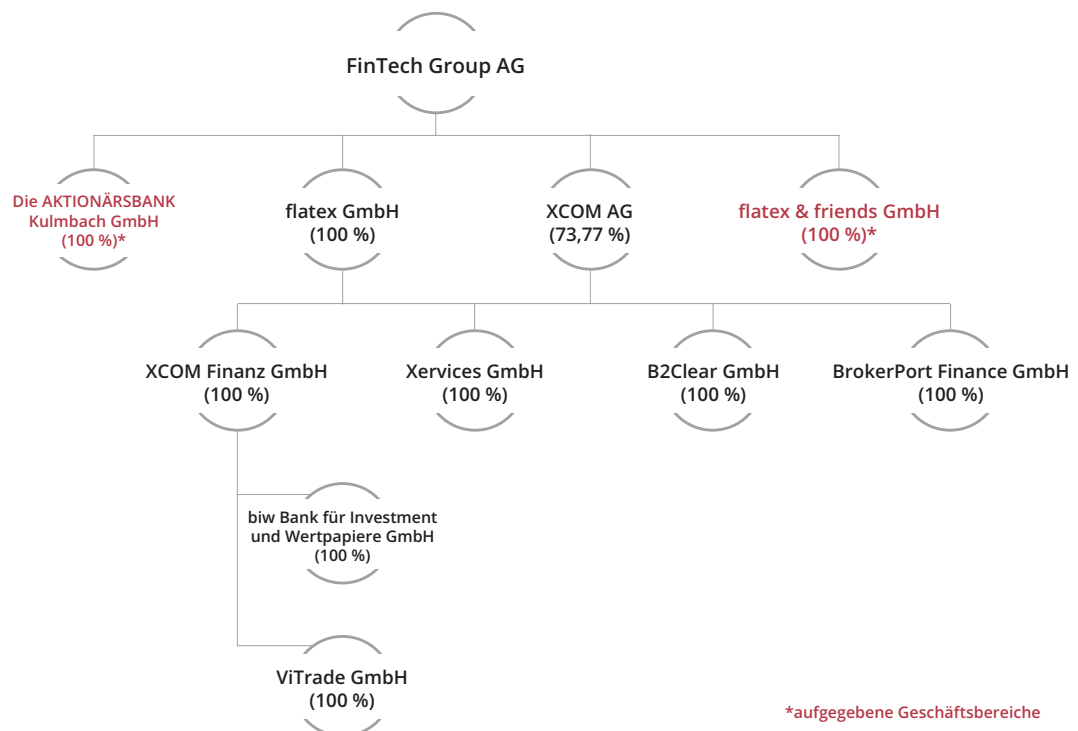 FinTech Group AG
Die AKTIONÄRSBANK
Kulmbach GmbH
(100 %)*
flatex GmbH
(100 %)
XCOM AG
(73,77 %)
flatex & friends GmbH
(100 %)*
XCOM Finanz GmbH
(100 %)
Xervices GmbH
(100 %)
B2Clear GmbH
(100 %)
BrokerPort Finance GmbH
(100 %)
biw Bank für Investment
und Wertpapiere GmbH
(100 %)
ViTrade GmbH
(100 %)
*aufgegebene Geschäftsbereiche